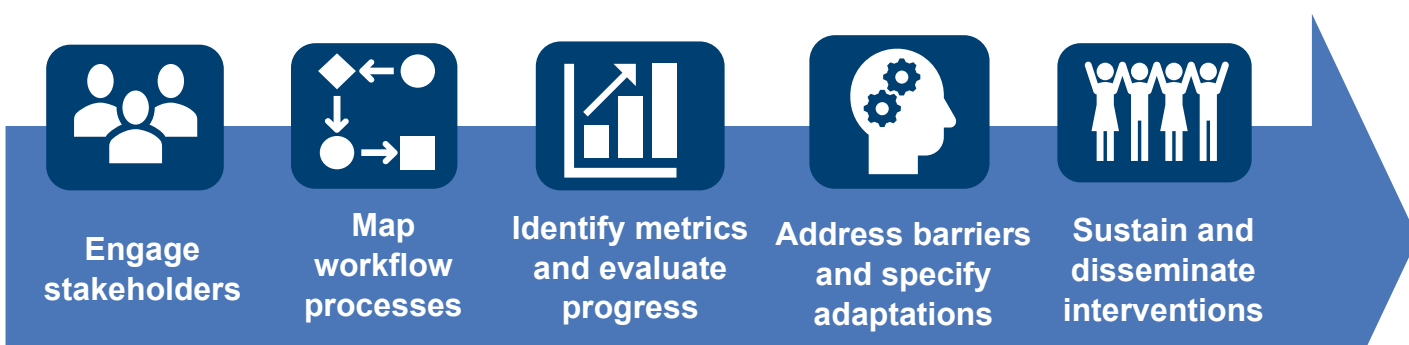 Engage
stakeholders
Map
workflow
processes
Identify metrics
and evaluate
progress
Address barriers
and specify
adaptations
Sustain and
disseminate
interventions